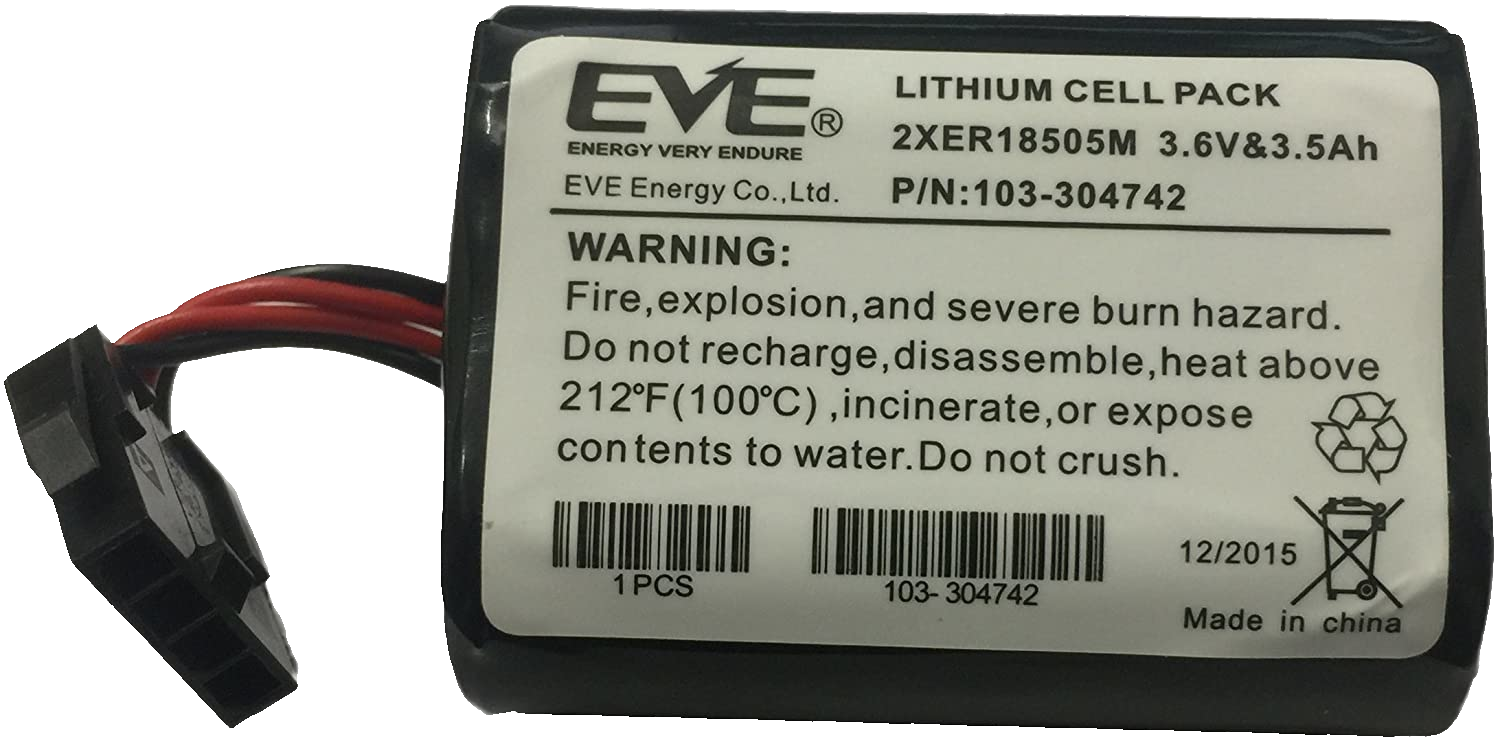 EVE®
ENERGY VERY ENDURE
EVE Energy Co.,Ltd.
LITHIUM CELL PACK
2XER18505M 3.6V&3.5Ah
P/N:103-304742
WARNING:
Fire,explosion,and severe burn hazard.
Do not recharge,disassemble,heat above
212ºF(100ºC) ,incinerate,or expose
contents to water.Do not crush.
1PCS
103- 304742
12/2015
Made in china